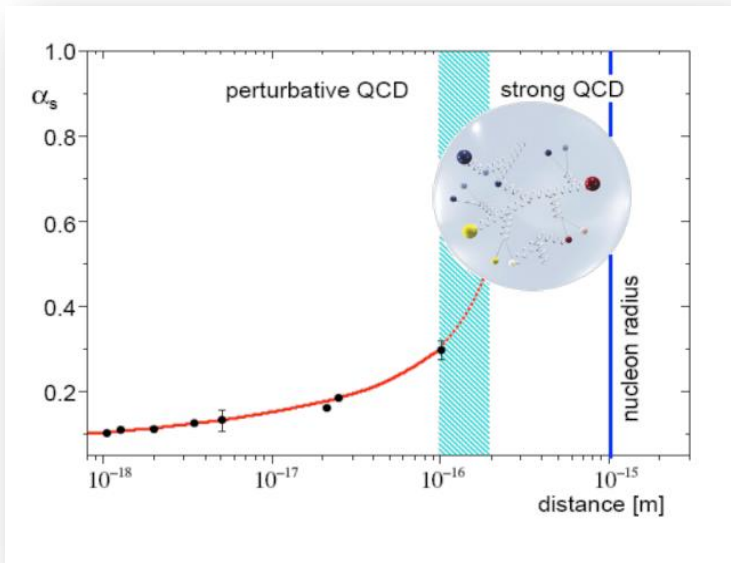 1.0
αs
perturbative QCD
strong QCD
0.8
0.6
0.4
0.2
nucleon radius
10⁻¹⁸
10⁻¹⁷
10⁻¹⁶
10⁻¹⁵
distance [m]